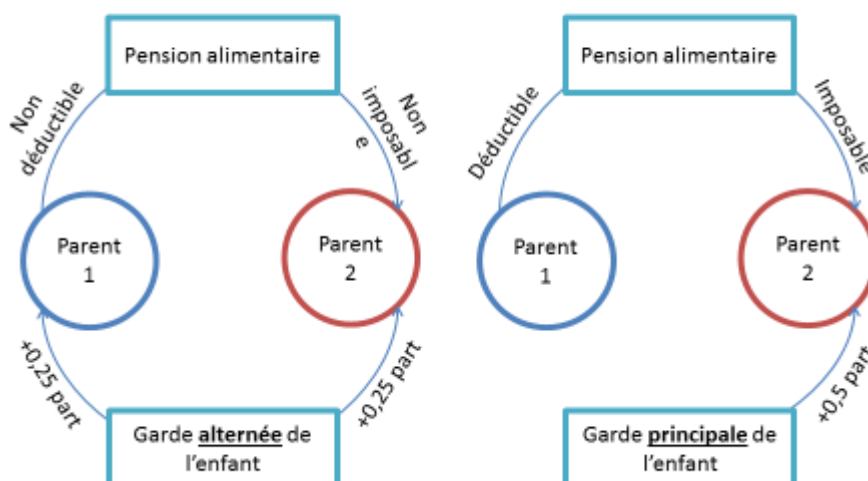 Pension alimentaire
Non
déductible
Non
imposabl
e
Parent
1
Parent
2
+0,25 part
+0,25 part
Garde alternée de
l'enfant
Pension alimentaire
Déductible
Imposable
Parent
1
Parent
2
+0,5 part
Garde principale de
l'enfant